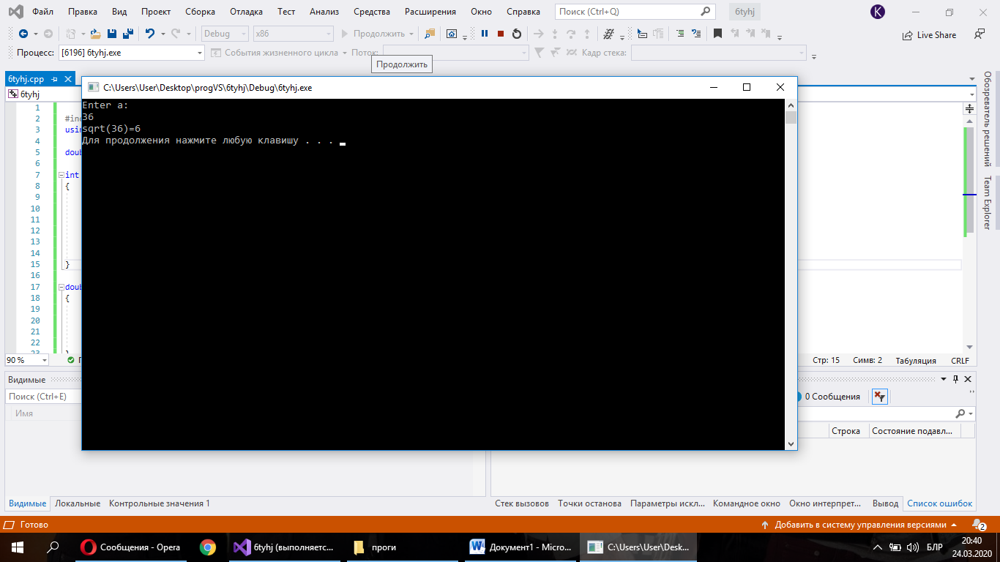 Файл Правка Вид Проект Сборка Отладка Тест Анализ Средства Расширения Окно Справка Поиск (Ctrl+Q) 6tyhj K
Debug x86 Продолжить Live Share
Процесс: [6196] 6tyhj.exe События жизненного цикла Поток: Кадр стека:
Продолжить
6tyhj.cpp
C:\Users\User\Desktop\progVS\6tyhj\Debug\6tyhj.exe
6tyhj
Enter a:
36
sqrt(36)=6
Для продолжения нажмите любую клавишу . . .
1
2 #inc
3 usin
4
5 doub
6
7 int
8 {
9
10
11
12
13
14
15 }
16
17 doub
18 {
19
20
21
22
23 }
Обозреватель решений
Team Explorer
90 % Стр: 15 Симв: 2 Табуляция CRLF
Видимые
Поиск (Ctrl+E) 0 Сообщения
Имя
Строка Состояние подавл...
Видимые Локальные Контрольные значения 1 Стек вызовов Точки останова Параметры искл... Командное окно Окно интерпрет... Вывод Список ошибок
Готово Добавить в систему управления версиями 2
Сообщения - Opera 6tyhj (выполняетс... проги Документ1 - Micro... C:\Users\User\Desk... БЛР 20:40
24.03.2020